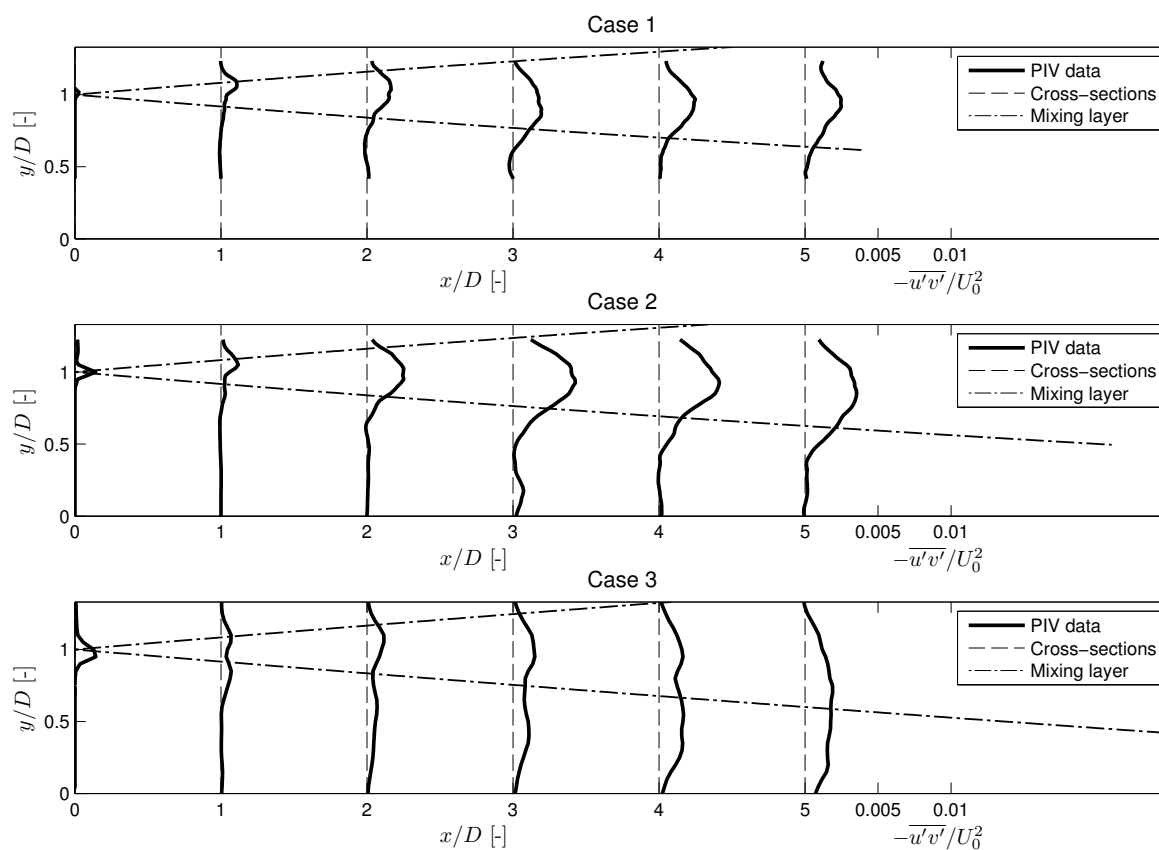 Case 1
PIV data
Cross−sections
Mixing layer
1
0.5
0
y/D [-]
0 1 2 3 4 5 0.005 0.01
x/D [-] −u′v′/U₀²
Case 2
PIV data
Cross−sections
Mixing layer
1
0.5
0
y/D [-]
0 1 2 3 4 5 0.005 0.01
x/D [-] −u′v′/U₀²
Case 3
PIV data
Cross−sections
Mixing layer
1
0.5
0
y/D [-]
0 1 2 3 4 5 0.005 0.01
x/D [-] −u′v′/U₀²